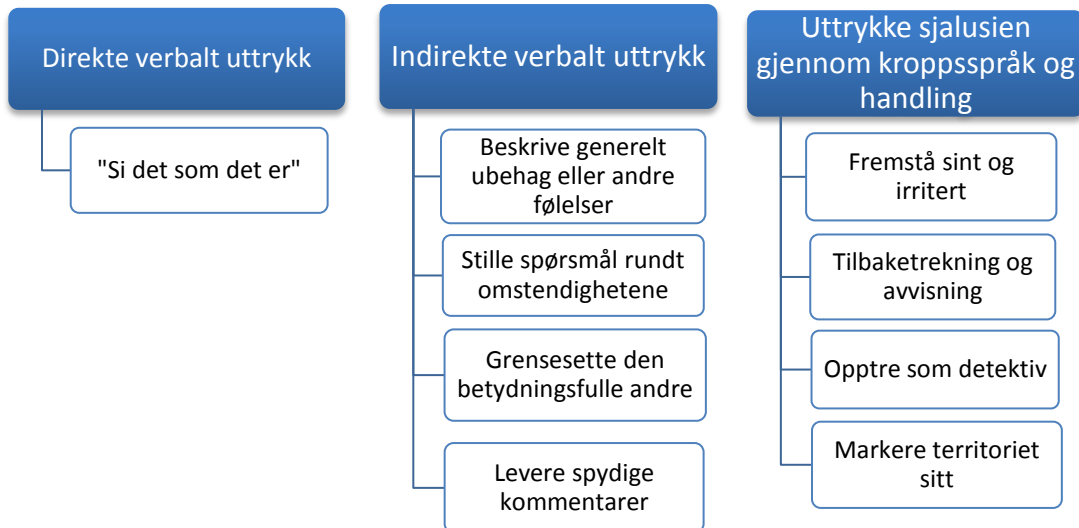 Direkte verbalt uttrykk
"Si det som det er"
Indirekte verbalt uttrykk
Beskrive generelt
ubehag eller andre
følelser
Stille spørsmål rundt
omstendighetene
Grensesette den
betydningsfulle andre
Levere spydige
kommentarer
Uttrykke sjalusien
gjennom kroppsspråk og
handling
Fremstå sint og
irritert
Tilbaketrekning og
avvisning
Opptre som detektiv
Markere territoriet
sitt